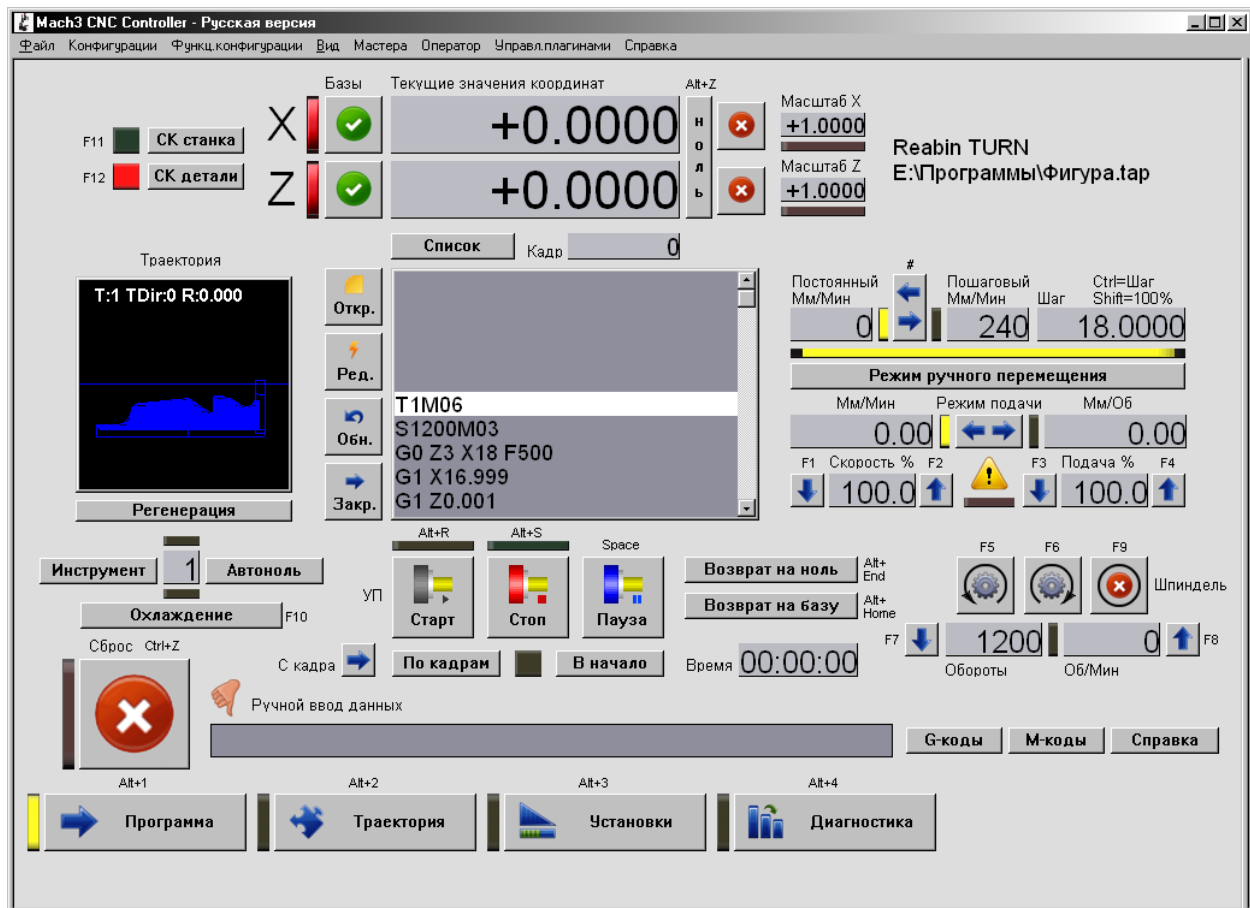 Mach3 CNC Controller - Русская версия
Файл Конфигурации Функц.конфигурации Вид Мастера Оператор Управл.плагинами Справка
Базы Текущие значения координат Alt+Z
Масштаб X
F11 СК станка X +0.0000 +1.0000
F12 СК детали Z +0.0000 ноль
Масштаб Z
+1.0000
Reabin TURN
E:\Программы\Фигура.tap
Список Кадр 0
Траектория
T:1 TDir:0 R:0.000
Регенерация
Откр.
Ред.
Обн.
Закр.
T1M06
S1200M03
G0 Z3 X18 F500
G1 X16.999
G1 Z0.001
#
Постоянный Пошаговый Ctrl=Шаг
Мм/Мин Мм/Мин Шаг Shift=100%
0 240 18.0000
Режим ручного перемещения
Мм/Мин Режим подачи Мм/Об
0.00 0.00
F1 Скорость % F2 F3 Подача % F4
100.0 100.0
Инструмент 1 Автоноль
Охлаждение F10
Alt+R Alt+S Space
УП Старт Стоп Пауза
Возврат на ноль Alt+ End
Возврат на базу Alt+ Home
F5 F6 F9
Шпиндель
F7 1200 0 F8
Обороты Об/Мин
Сброс Ctrl+Z
С кадра По кадрам В начало Время 00:00:00
Ручной ввод данных
G-коды М-коды Справка
Alt+1 Alt+2 Alt+3 Alt+4
Программа Траектория Установки Диагностика